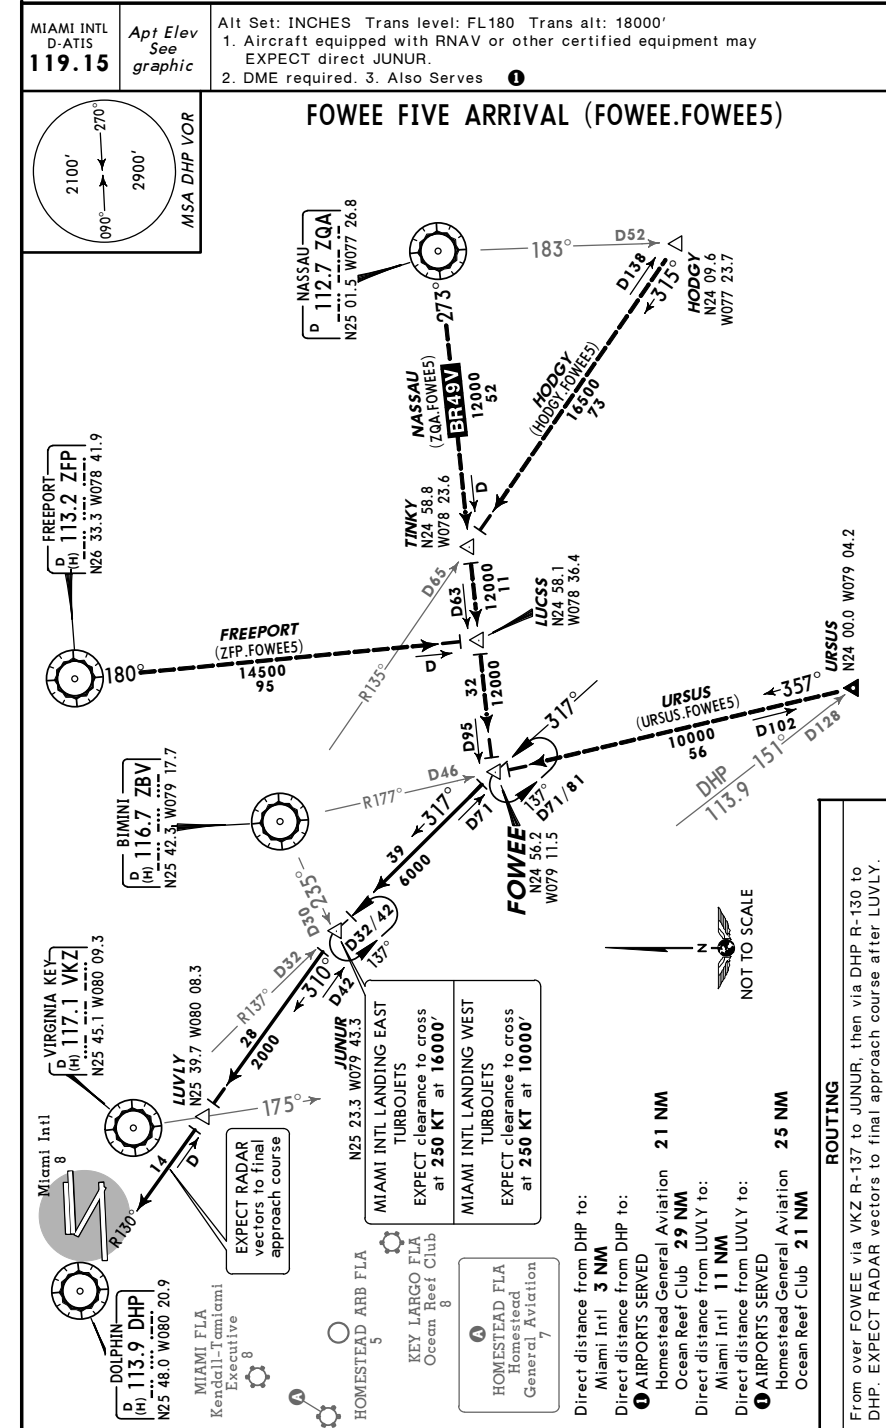 MIAMI INTL
D-ATIS
119.15
Apt Elev
See
graphic
Alt Set: INCHES Trans level: FL180 Trans alt: 18000'
1. Aircraft equipped with RNAV or other certified equipment may
EXPECT direct JUNUR.
2. DME required. 3. Also Serves 1
FOWEE FIVE ARRIVAL (FOWEE.FOWEE5)
270°
2100'
2900'
090°
MSA DHP VOR
NASSAU
D
112.7 ZQA
N25 01.5 W077 26.8
183°
D52
HODGY
N24 09.6
W077 23.7
D138
315°
273°
NASSAU
(ZQA.FOWEE5)
BR49V
12000
52
HODGY
(HODGY.FOWEE5)
16500
73
FREEPORT
D
(H)
113.2 ZFP
N26 33.3 W078 41.9
TINKY
N24 58.8
W078 23.6
D
D65
D63
12000
11
LUCSS
N24 58.1
W078 36.4
180°
FREEPORT
(ZFP.FOWEE5)
14500
95
D
R135°
32
12000
URSUS
N24 00.0 W079 04.2
357°
URSUS
(URSUS.FOWEE5)
10000
56
D102
D128
151°
DHP
113.9
D95
317°
BIMINI
D
(H)
116.7 ZBV
N25 42.3 W079 17.7
R177°
D46
137°
D71/81
D71
317°
39
6000
FOWEE
N24 56.2
W079 11.5
235°
D30
D32/42
137°
NOT TO SCALE
N
VIRGINIA KEY
D
(H)
117.1 VKZ
N25 45.1 W080 09.3
R137°
D32
310°
D42
28
2000
JUNUR
N25 23.3 W079 43.3
LUVLY
N25 39.7 W080 08.3
175°
MIAMI INTL LANDING EAST
TURBOJETS
EXPECT clearance to cross
at 250 KT at 16000'
MIAMI INTL LANDING WEST
TURBOJETS
EXPECT clearance to cross
at 250 KT at 10000'
Miami Intl
8
14
D
R130°
EXPECT RADAR
vectors to final
approach course
DOLPHIN
D
(H)
113.9 DHP
N25 48.0 W080 20.9
MIAMI FLA
Kendall-Tamiami
Executive
8
A
HOMESTEAD ARB FLA
5
KEY LARGO FLA
Ocean Reef Club
8
A
HOMESTEAD FLA
Homestead
General Aviation
7
Direct distance from DHP to:
Miami Intl 3 NM
Direct distance from DHP to:
1 AIRPORTS SERVED
Homestead General Aviation 21 NM
Ocean Reef Club 29 NM
Direct distance from LUVLY to:
Miami Intl 11 NM
Direct distance from LUVLY to:
1 AIRPORTS SERVED
Homestead General Aviation 25 NM
Ocean Reef Club 21 NM
ROUTING
From over FOWEE via VKZ R-137 to JUNUR, then via DHP R-130 to
DHP. EXPECT RADAR vectors to final approach course after LUVLY.